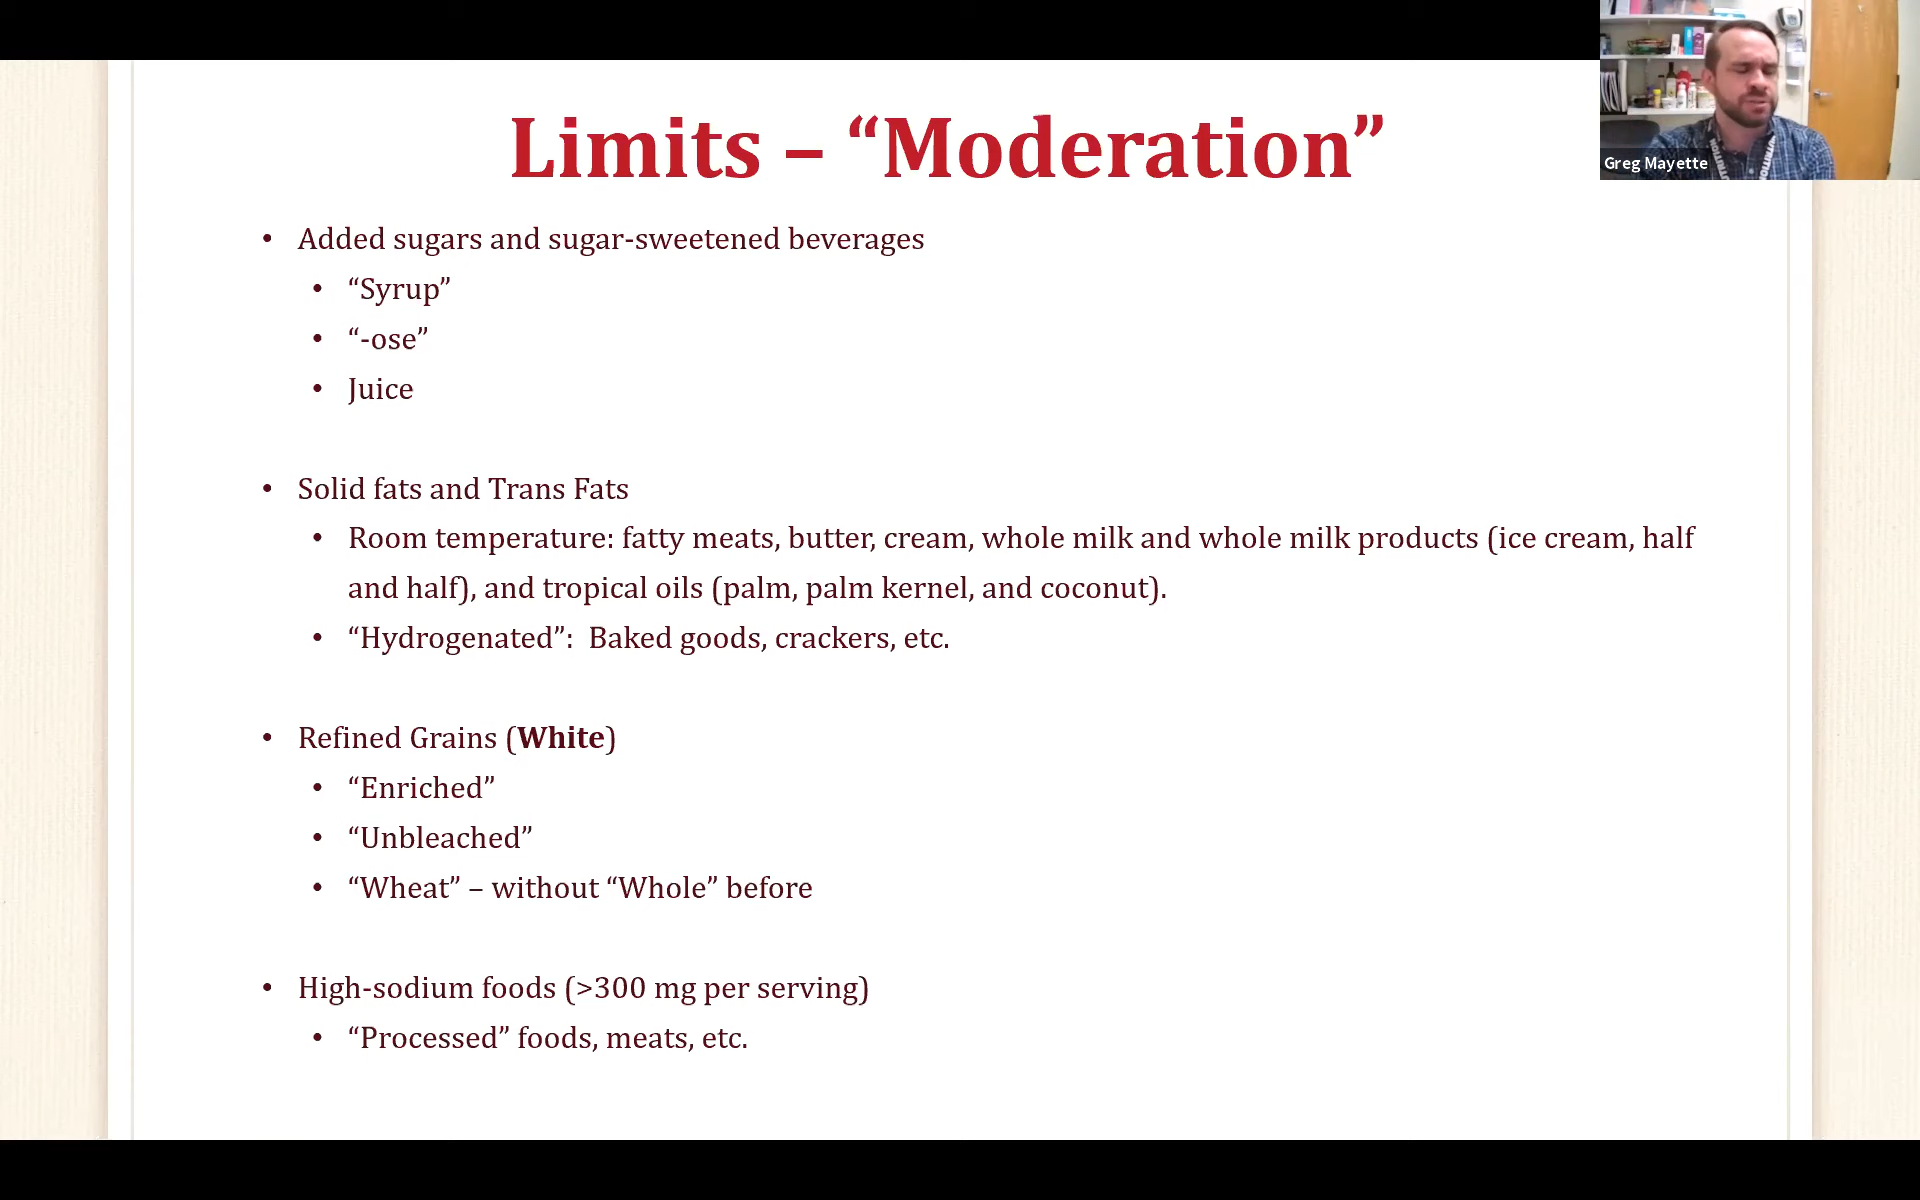 Limits – “Moderation”
Greg Mayette
• Added sugars and sugar-sweetened beverages
• “Syrup”
• “-ose”
• Juice
• Solid fats and Trans Fats
• Room temperature: fatty meats, butter, cream, whole milk and whole milk products (ice cream, half
and half), and tropical oils (palm, palm kernel, and coconut).
• “Hydrogenated”:  Baked goods, crackers, etc.
• Refined Grains (White)
• “Enriched”
• “Unbleached”
• “Wheat” – without “Whole” before
• High-sodium foods (>300 mg per serving)
• “Processed” foods, meats, etc.